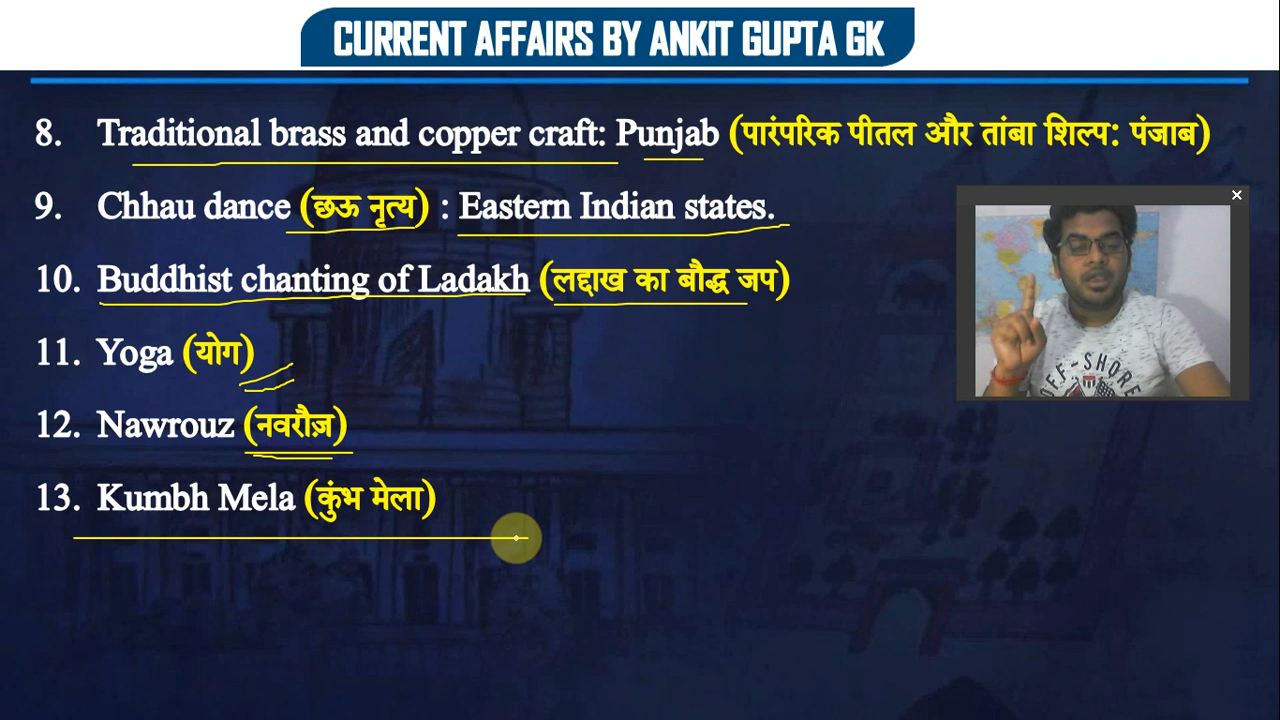 CURRENT AFFAIRS BY ANKIT GUPTA GK
8. Traditional brass and copper craft: Punjab (पारंपरिक पीतल और तांबा शिल्प: पंजाब)
9. Chhau dance (छऊ नृत्य) : Eastern Indian states.
10. Buddhist chanting of Ladakh (लद्दाख का बौद्ध जप)
11. Yoga (योग)
12. Nawrouz (नवरौज़)
13. Kumbh Mela (कुंभ मेला)
OFF-SHORE